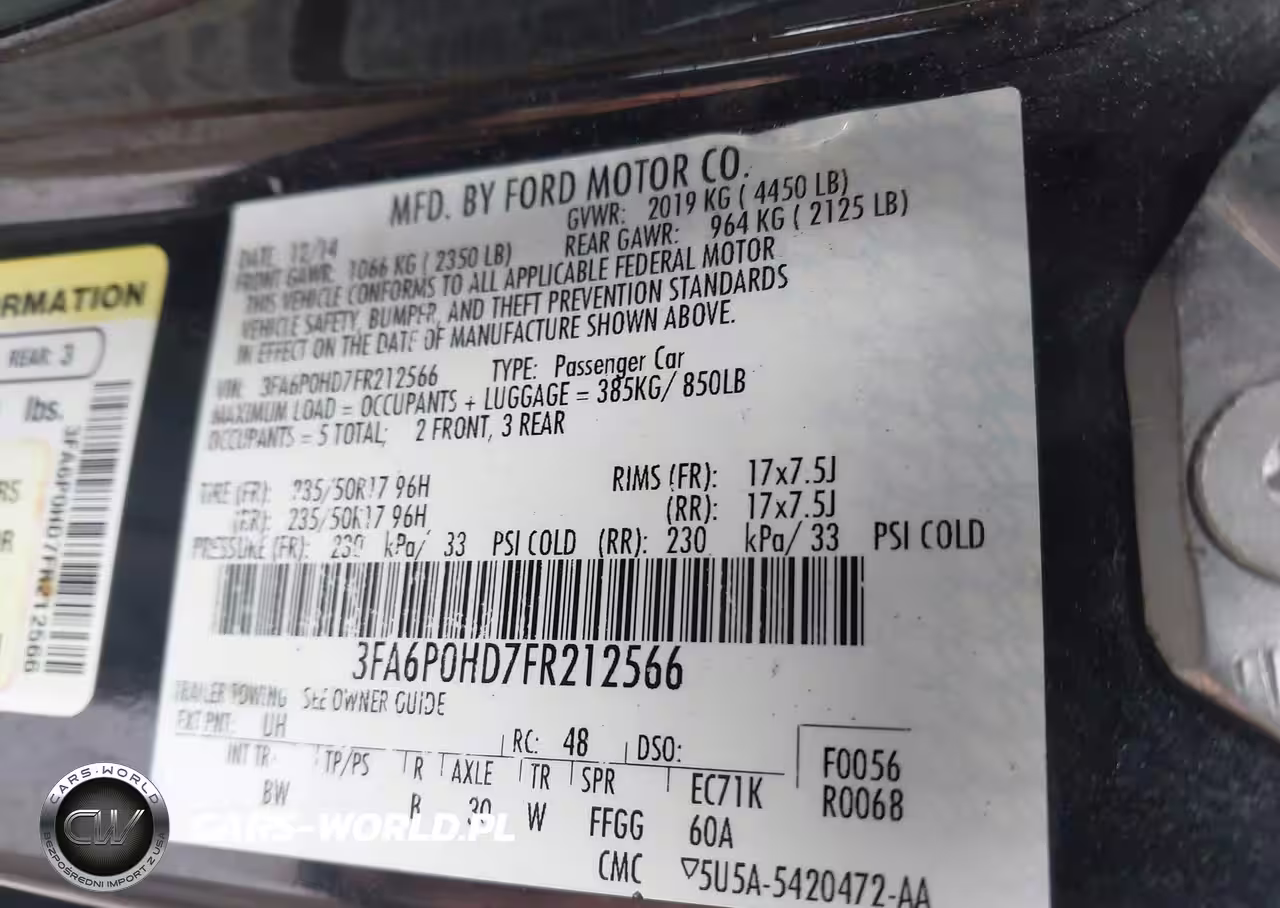 MFD. BY FORD MOTOR CO.
DATE: 12/14 GVWR: 2019 KG ( 4450 LB)
FRONT GAWR: 1066 KG ( 2350 LB) REAR GAWR: 964 KG ( 2125 LB)
THIS VEHICLE CONFORMS TO ALL APPLICABLE FEDERAL MOTOR
VEHICLE SAFETY, BUMPER, AND THEFT PREVENTION STANDARDS
IN EFFECT ON THE DATE OF MANUFACTURE SHOWN ABOVE.
VIN: 3FA6P0HD7FR212566 TYPE: Passenger Car
MAXIMUM LOAD = OCCUPANTS + LUGGAGE = 385KG/ 850LB
OCCUPANTS = 5 TOTAL; 2 FRONT, 3 REAR
TIRE (FR): 235/50R17 96H RIMS (FR): 17x7.5J
(RR): 235/50R17 96H (RR): 17x7.5J
PRESSURE (FR): 230 kPa/ 33 PSI COLD (RR): 230 kPa/ 33 PSI COLD
3FA6P0HD7FR212566
TRAILER TOWING SEE OWNER GUIDE
EXT PNT: UH RC: 48 DSO: F0056
INT TR TP/PS R AXLE TR SPR EC71K R0068
BW B 30 W FFGG 60A
CMC ▽5U5A-5420472-AA
RMATION
REAR: 3
lbs.
RS
OR
3FA6P0HD7FR212566
CARS-WORLD
CW
BEZPOŚREDNI IMPORT Z USA
CARS-WORLD.PL